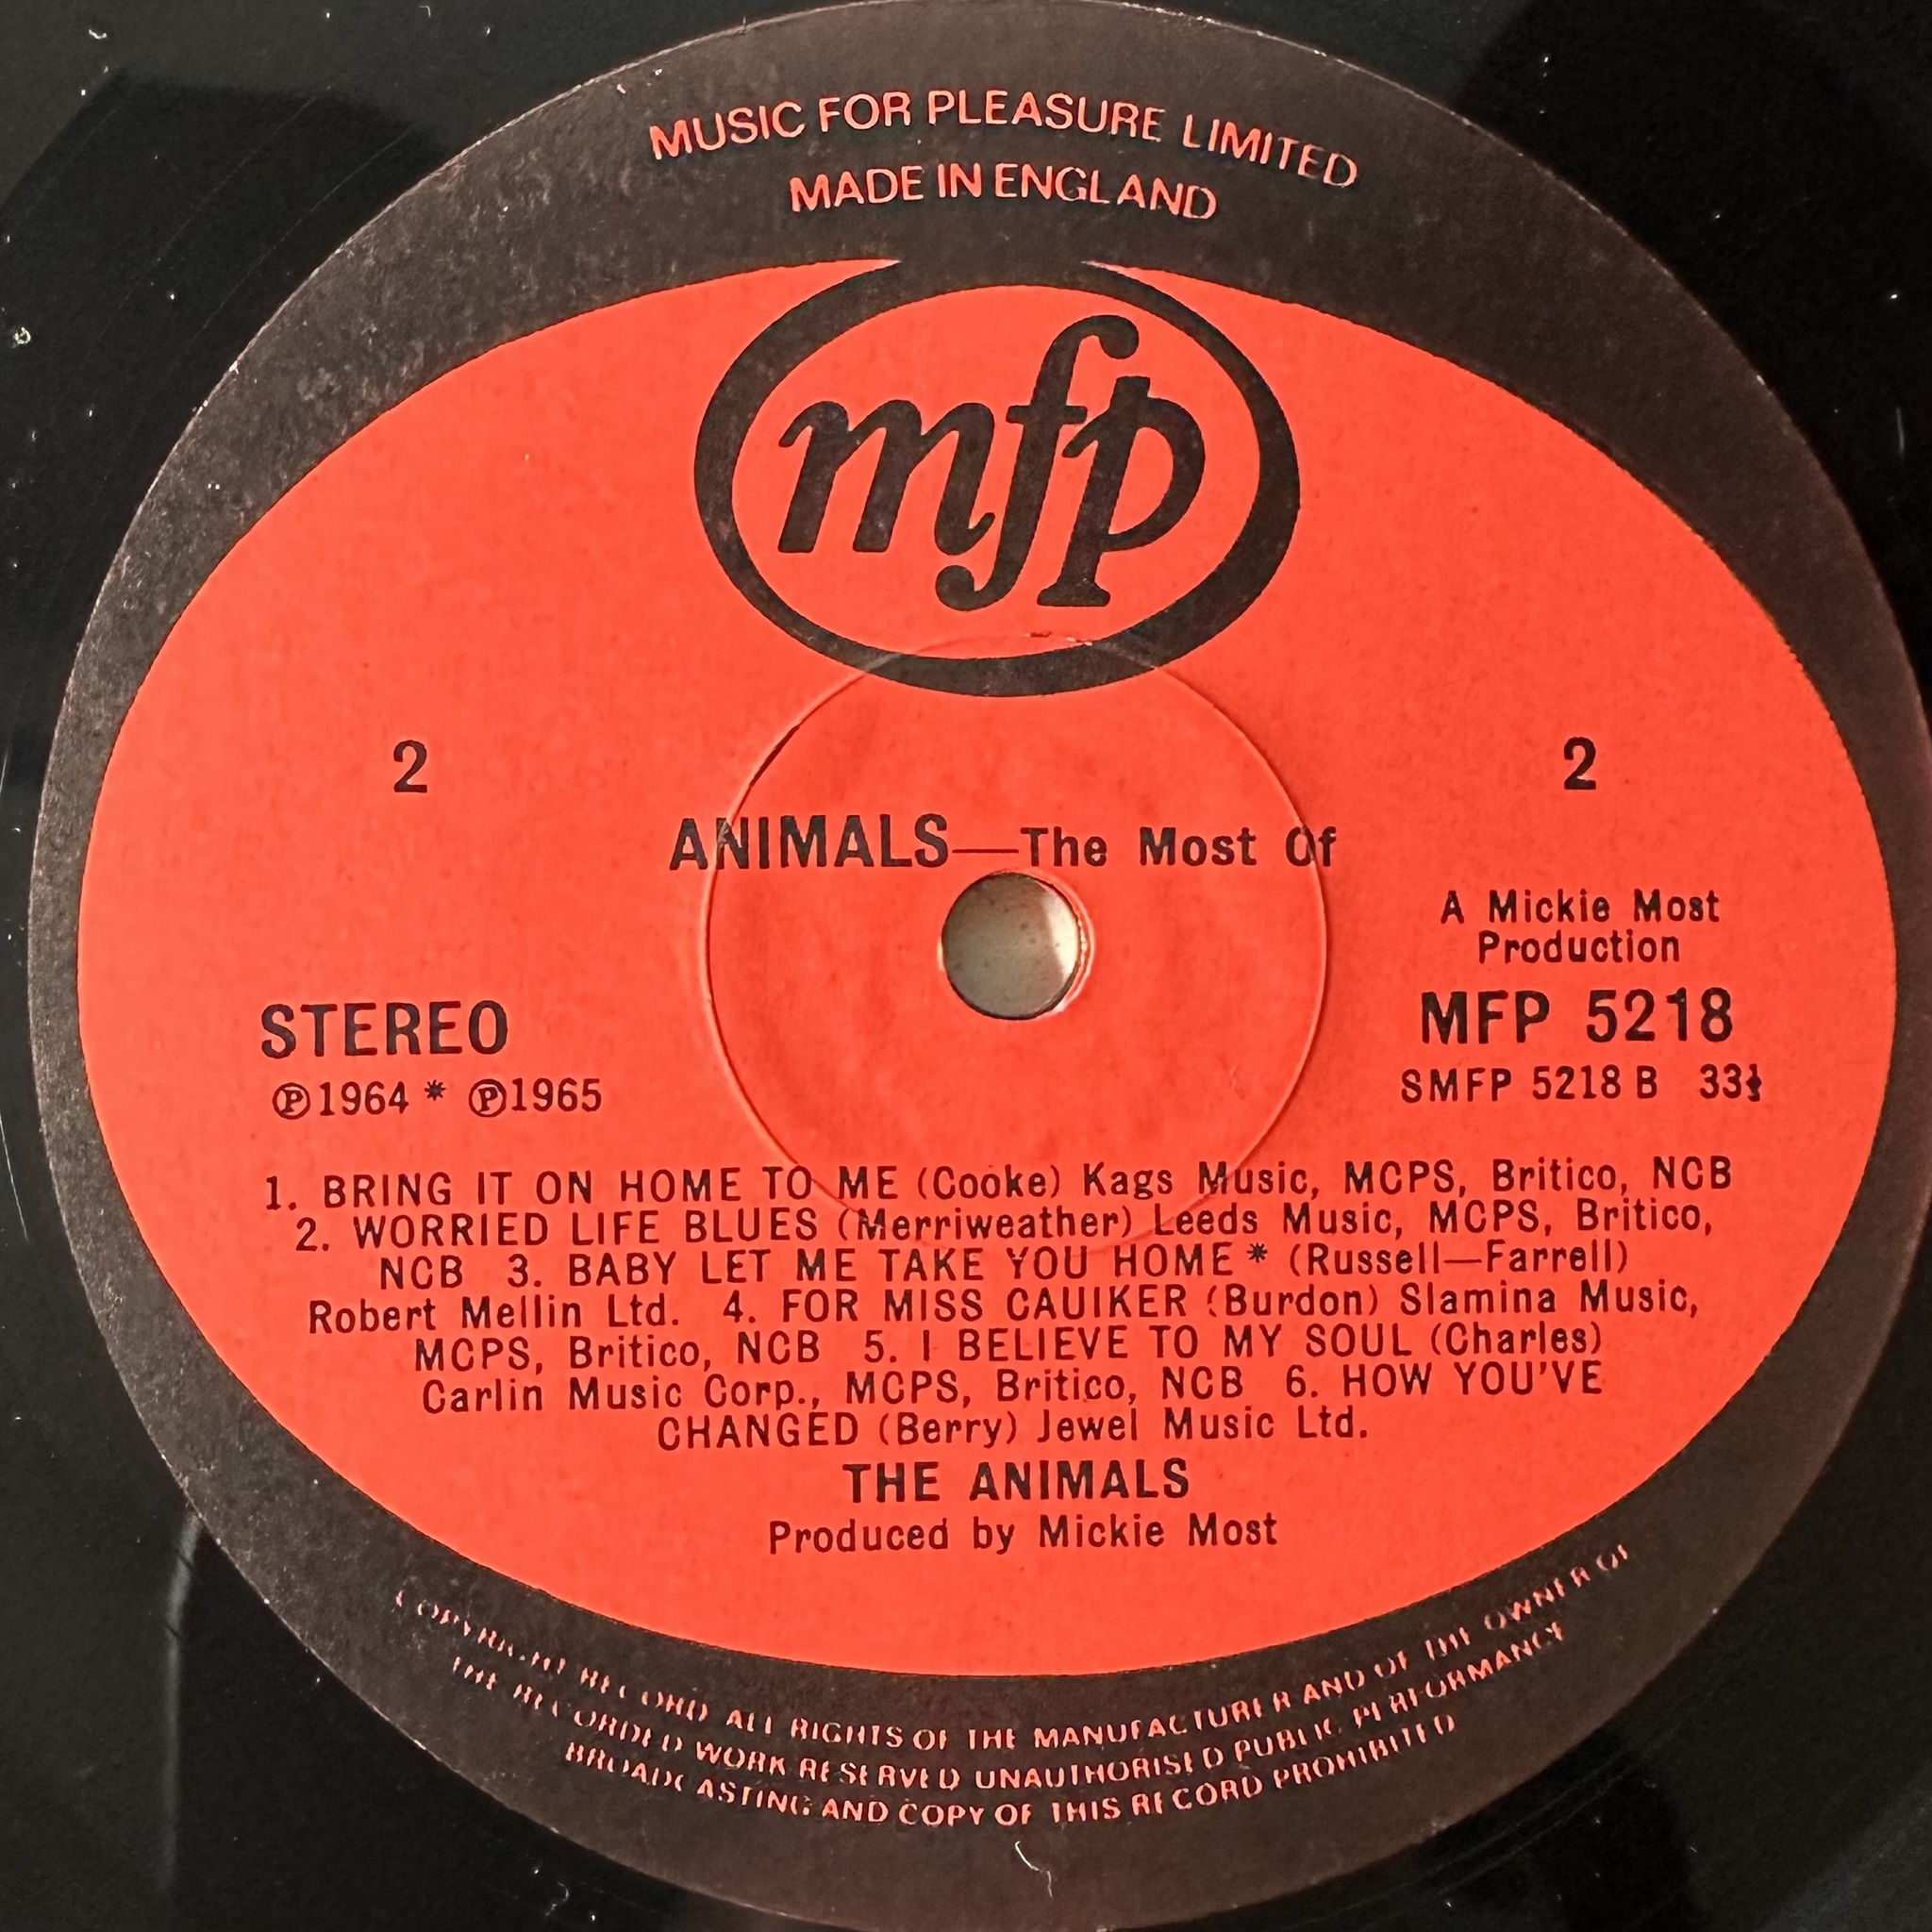 MUSIC FOR PLEASURE LIMITED
MADE IN ENGLAND
mfp
2
2
ANIMALS—The Most Of
A Mickie Most
Production
STEREO
MFP 5218
Ⓟ1964 * Ⓟ1965
SMFP 5218 B 33⅓
1. BRING IT ON HOME TO ME (Cooke) Kags Music, MCPS, Britico, NCB
2. WORRIED LIFE BLUES (Merriweather) Leeds Music, MCPS, Britico,
NCB 3. BABY LET ME TAKE YOU HOME * (Russell—Farrell)
Robert Mellin Ltd. 4. FOR MISS CAUIKER (Burdon) Slamina Music,
MCPS, Britico, NCB 5. I BELIEVE TO MY SOUL (Charles)
Carlin Music Corp., MCPS, Britico, NCB 6. HOW YOU'VE
CHANGED (Berry) Jewel Music Ltd.
THE ANIMALS
Produced by Mickie Most
COPYRIGHT RECORD ALL RIGHTS OF THE MANUFACTURER AND OF THE OWNER OF
THE RECORDED WORK RESERVED UNAUTHORISED PUBLIC PERFORMANCE
BROADCASTING AND COPY OF THIS RECORD PROHIBITED